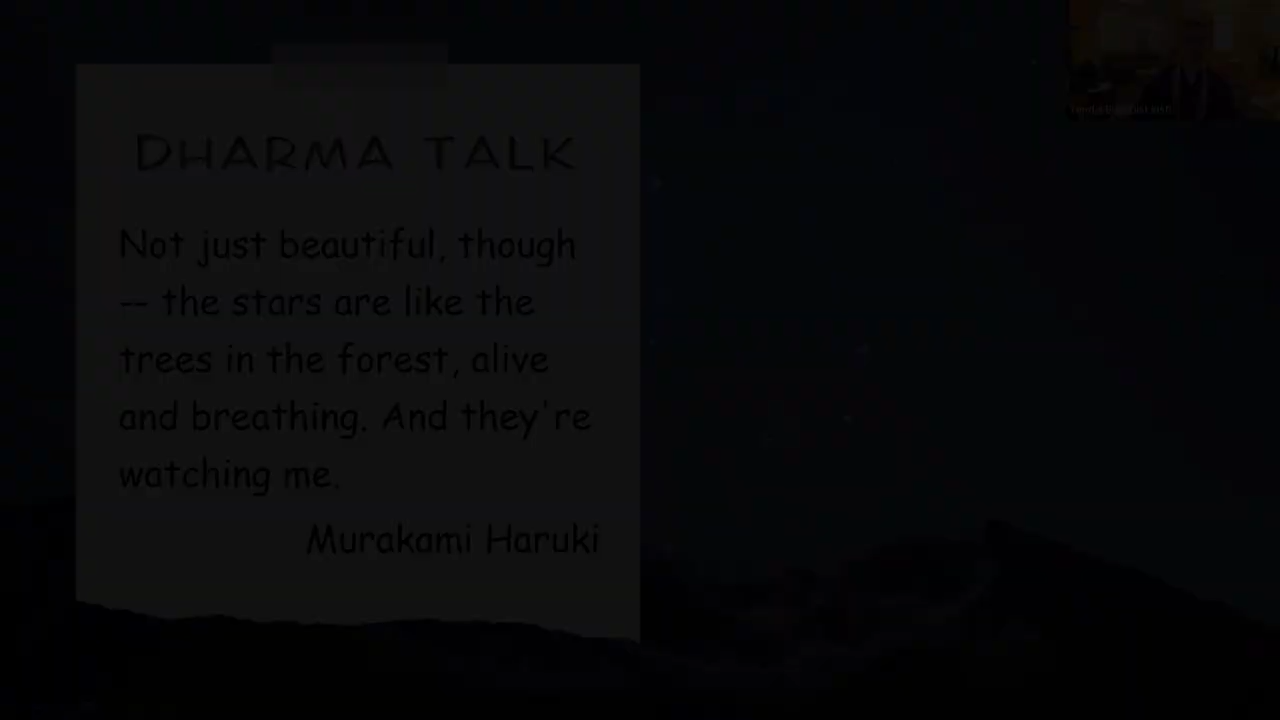 DHARMA TALK
Not just beautiful, though
-- the stars are like the
trees in the forest, alive
and breathing. And they're
watching me.
Murakami Haruki